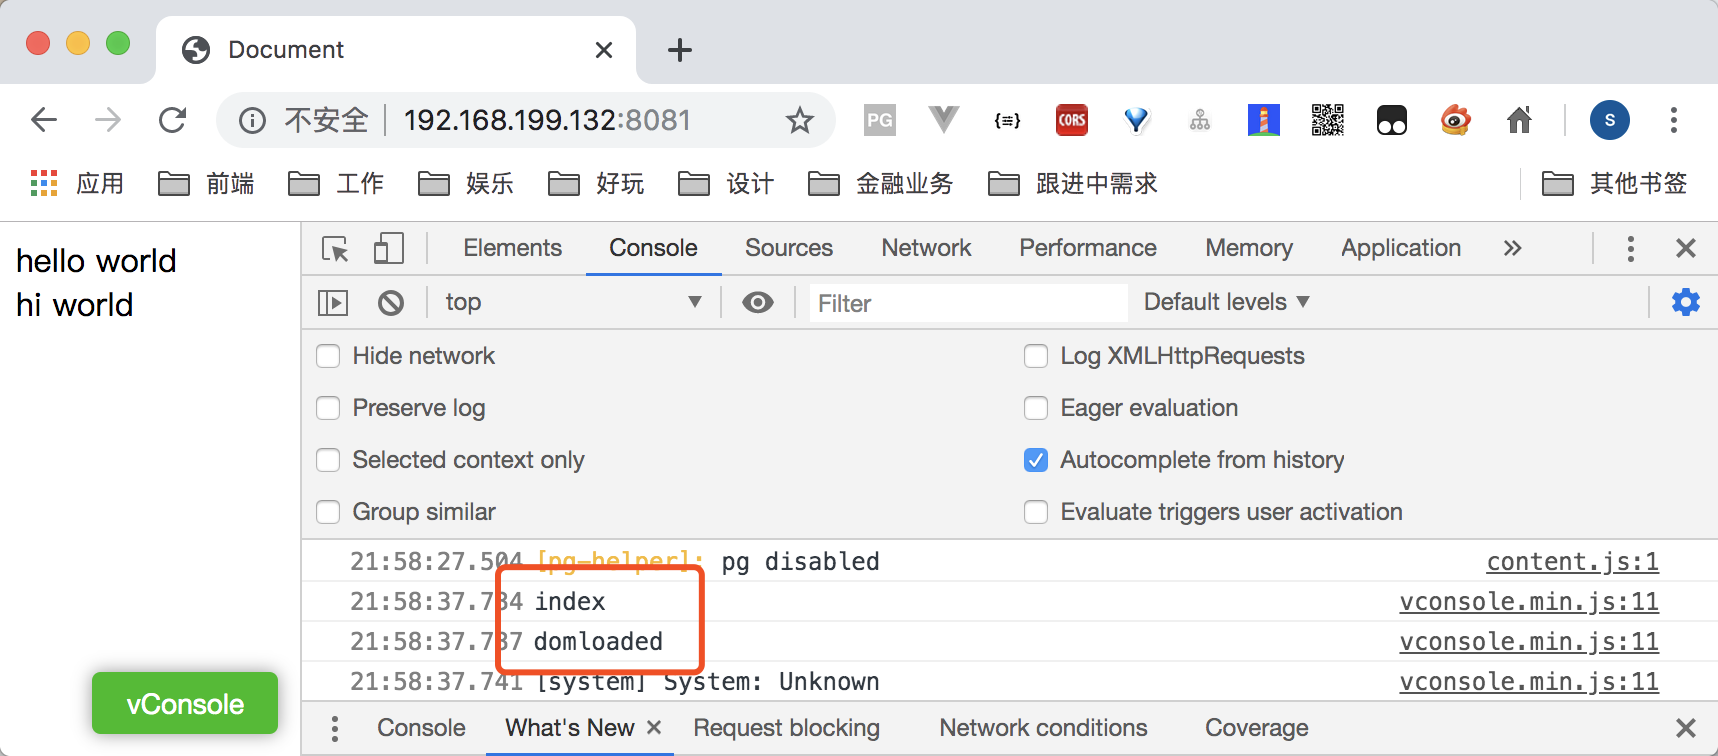 Document
不安全 192.168.199.132:8081 PG {≡} CORS S
应用 前端 工作 娱乐 好玩 设计 金融业务 跟进中需求 其他书签
hello world
hi world
vConsole
Elements Console Sources Network Performance Memory Application
top Filter Default levels
Hide network Log XMLHttpRequests
Preserve log Eager evaluation
Selected context only Autocomplete from history
Group similar Evaluate triggers user activation
21:58:27.504 [pg-helper]: pg disabled content.js:1
21:58:37.734 index vconsole.min.js:11
21:58:37.737 domloaded vconsole.min.js:11
21:58:37.741 [system] System: Unknown vconsole.min.js:11
Console What's New Request blocking Network conditions Coverage